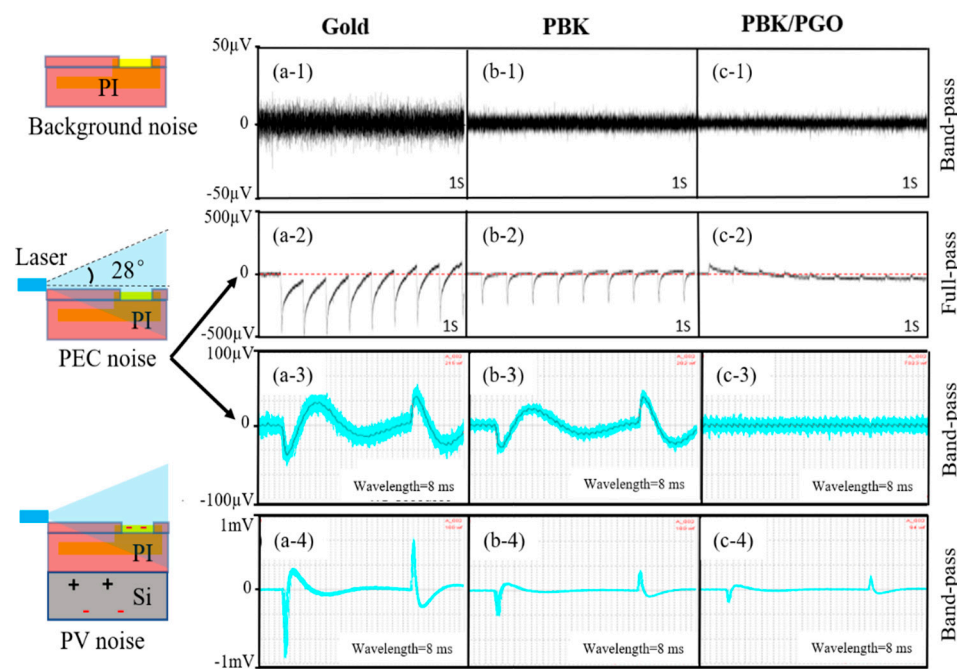 Gold PBK PBK/PGO
50μV
(a-1) (b-1) (c-1)
PI
0
Background noise
1S 1S 1S
-50μV
Band-pass
500μV
(a-2) (b-2) (c-2)
Laser
28°
0
PI
1S 1S 1S
-500μV
PEC noise
Full-pass
100μV
(a-3) (b-3) (c-3)
0
Wavelength=8 ms Wavelength=8 ms
Wavelength=8 ms
-100μV
Band-pass
1mV
(a-4) (b-4) (c-4)
PI
0
+ +
Si
- -
Wavelength=8 ms Wavelength=8 ms Wavelength=8 ms
PV noise
-1mV
Band-pass